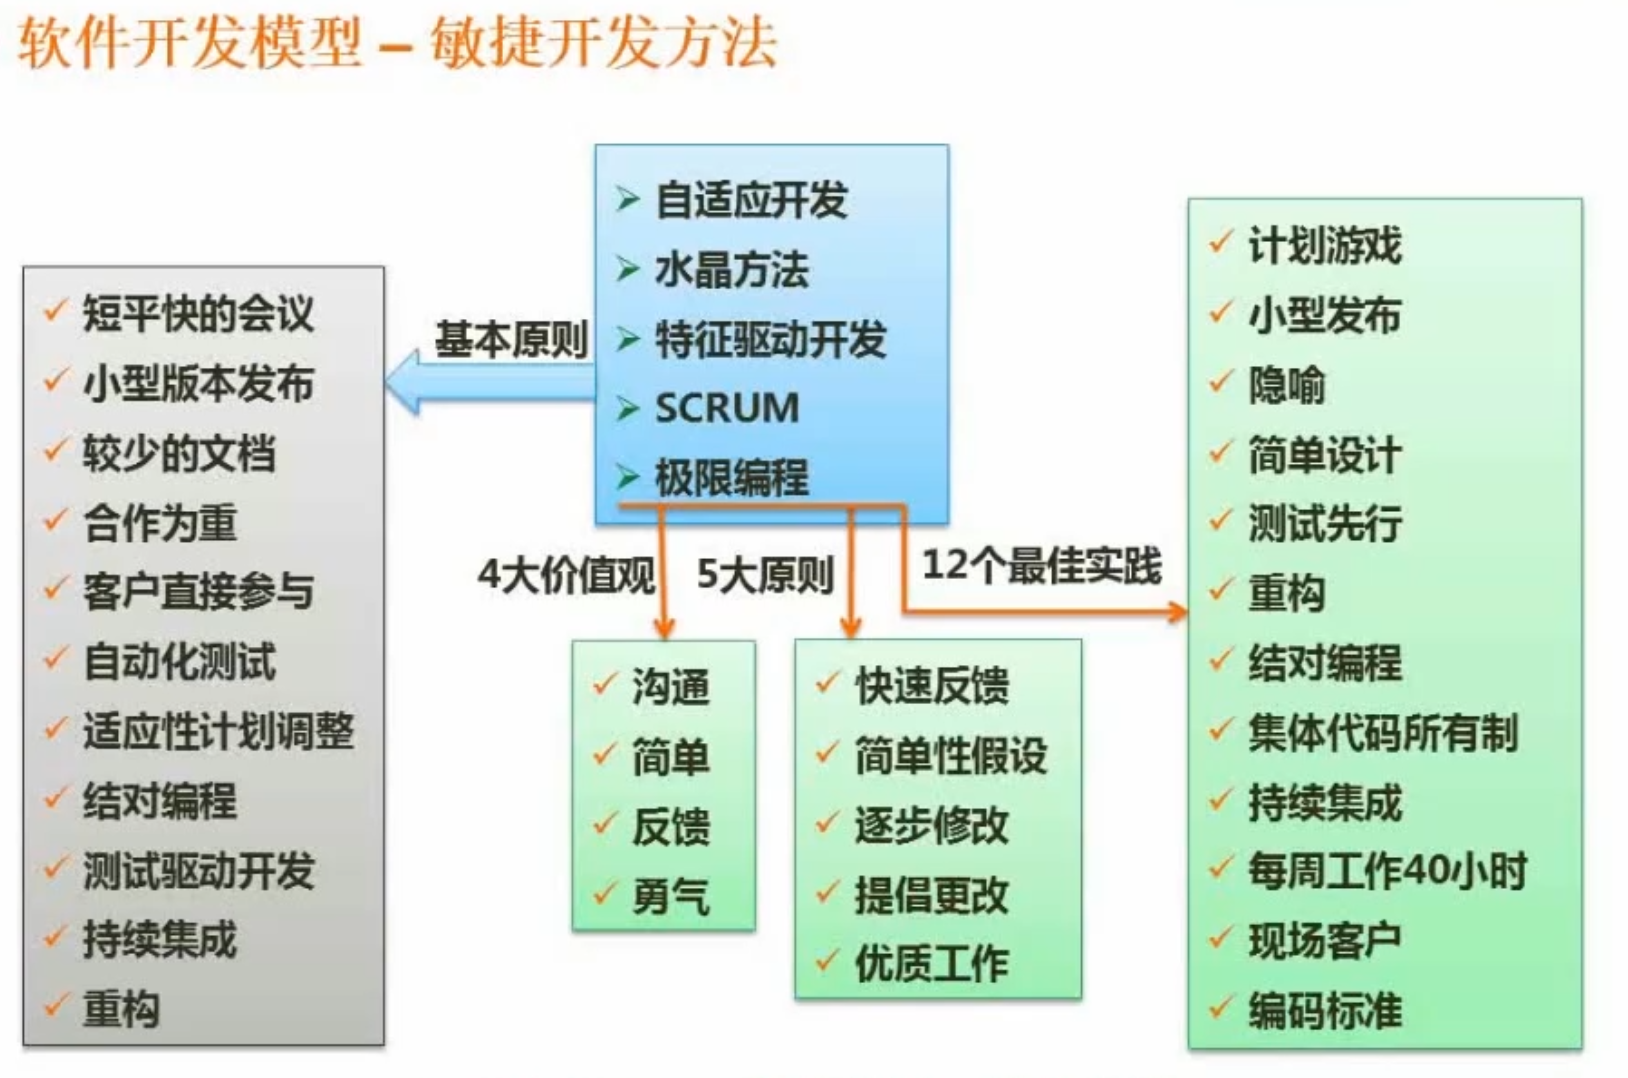 软件开发模型 – 敏捷开发方法
自适应开发
水晶方法
特征驱动开发
SCRUM
极限编程
基本原则
短平快的会议
小型版本发布
较少的文档
合作为重
客户直接参与
自动化测试
适应性计划调整
结对编程
测试驱动开发
持续集成
重构
4大价值观
沟通
简单
反馈
勇气
5大原则
快速反馈
简单性假设
逐步修改
提倡更改
优质工作
12个最佳实践
计划游戏
小型发布
隐喻
简单设计
测试先行
重构
结对编程
集体代码所有制
持续集成
每周工作40小时
现场客户
编码标准